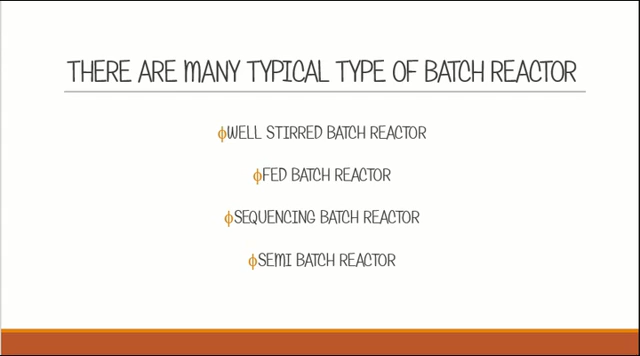 THERE ARE MANY TYPICAL TYPE OF BATCH REACTOR
ϕWELL STIRRED BATCH REACTOR
ϕFED BATCH REACTOR
ϕSEQUENCING BATCH REACTOR
ϕSEMI BATCH REACTOR